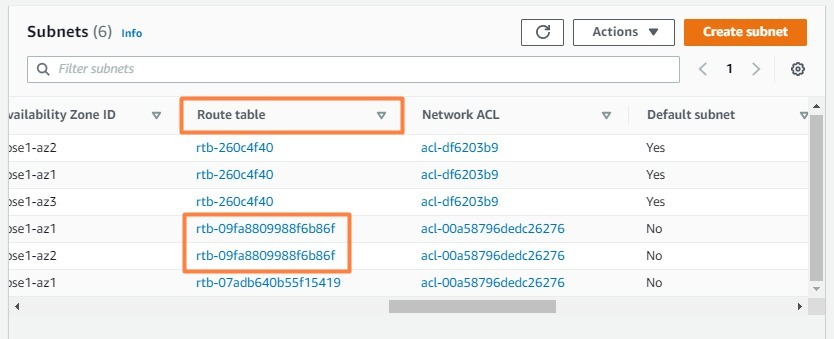 Subnets (6) Info Actions Create subnet
Filter subnets 1
vailability Zone ID Route table Network ACL Default subnet
ose1-az2 rtb-260c4f40 acl-df6203b9 Yes
ose1-az1 rtb-260c4f40 acl-df6203b9 Yes
ose1-az3 rtb-260c4f40 acl-df6203b9 Yes
ose1-az1 rtb-09fa8809988f6b86f acl-00a58796dedc26276 No
ose1-az2 rtb-09fa8809988f6b86f acl-00a58796dedc26276 No
ose1-az1 rtb-07adb640b55f15419 acl-00a58796dedc26276 No